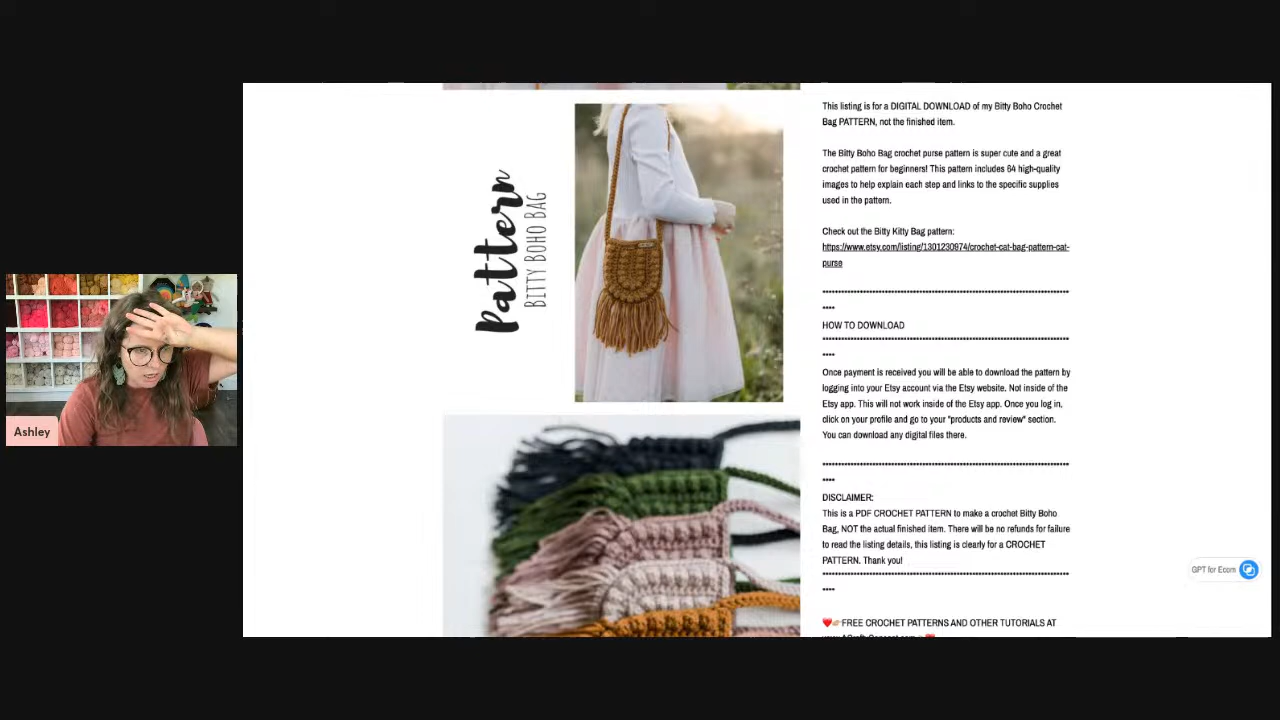 Ashley
Pattern
BITTY BOHO BAG
This listing is for a DIGITAL DOWNLOAD of my Bitty Boho Crochet
Bag PATTERN, not the finished item.
The Bitty Boho Bag crochet purse pattern is super cute and a great
crochet pattern for beginners! This pattern includes 64 high-quality
images to help explain each step and links to the specific supplies
used in the pattern.
Check out the Bitty Kitty Bag pattern:
https://www.etsy.com/listing/1301230974/crochet-cat-bag-pattern-cat-
purse
HOW TO DOWNLOAD
Once payment is received you will be able to download the pattern by
logging into your Etsy account via the Etsy website. Not inside of the
Etsy app. This will not work inside of the Etsy app. Once you log in,
click on your profile and go to your "products and review" section.
You can download any digital files there.
DISCLAIMER:
This is a PDF CROCHET PATTERN to make a crochet Bitty Boho
Bag, NOT the actual finished item. There will be no refunds for failure
to read the listing details, this listing is clearly for a CROCHET
PATTERN. Thank you!
❤️👉🏼FREE CROCHET PATTERNS AND OTHER TUTORIALS AT
GPT for Ecom